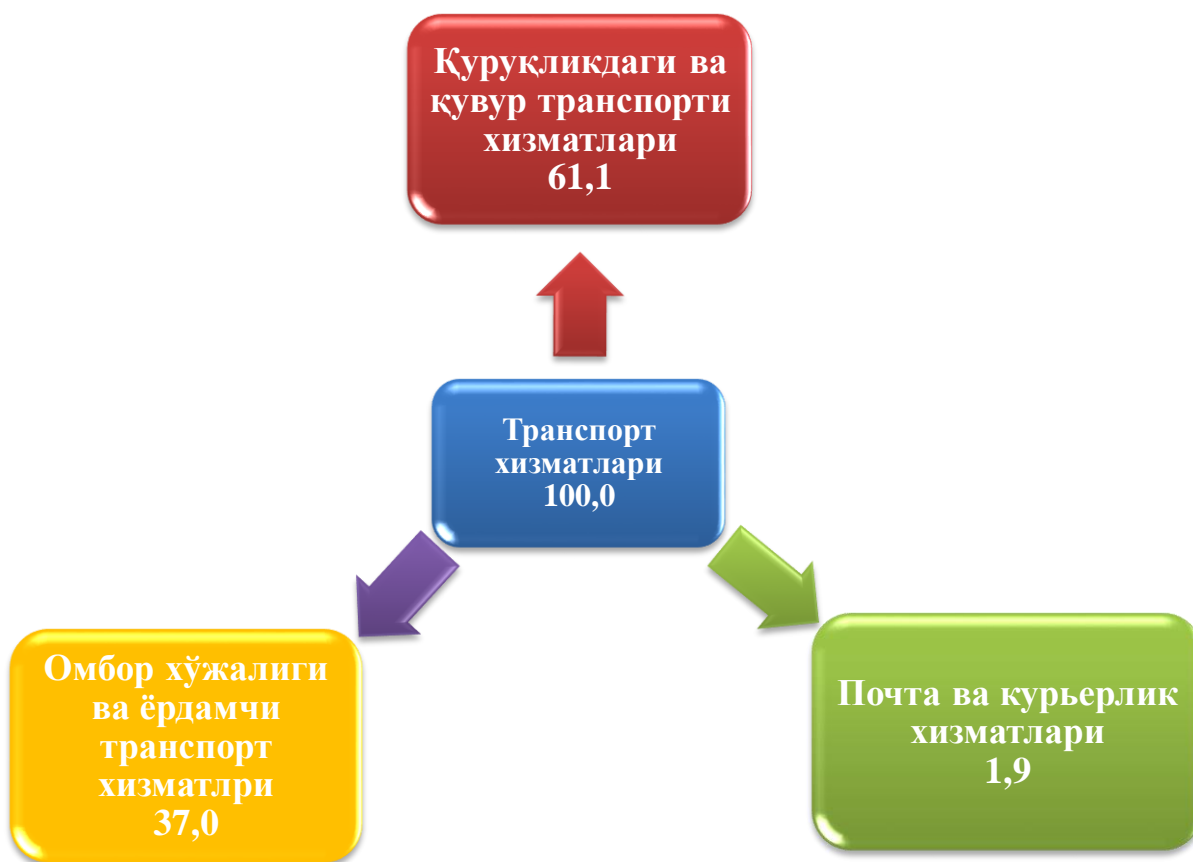 Қуруқликдаги ва
қувур транспорти
хизматлари
61,1
Транспорт
хизматлари
100,0
Омбор хўжалиги
ва ёрдамчи
транспорт
хизматлри
37,0
Почта ва курьерлик
хизматлари
1,9